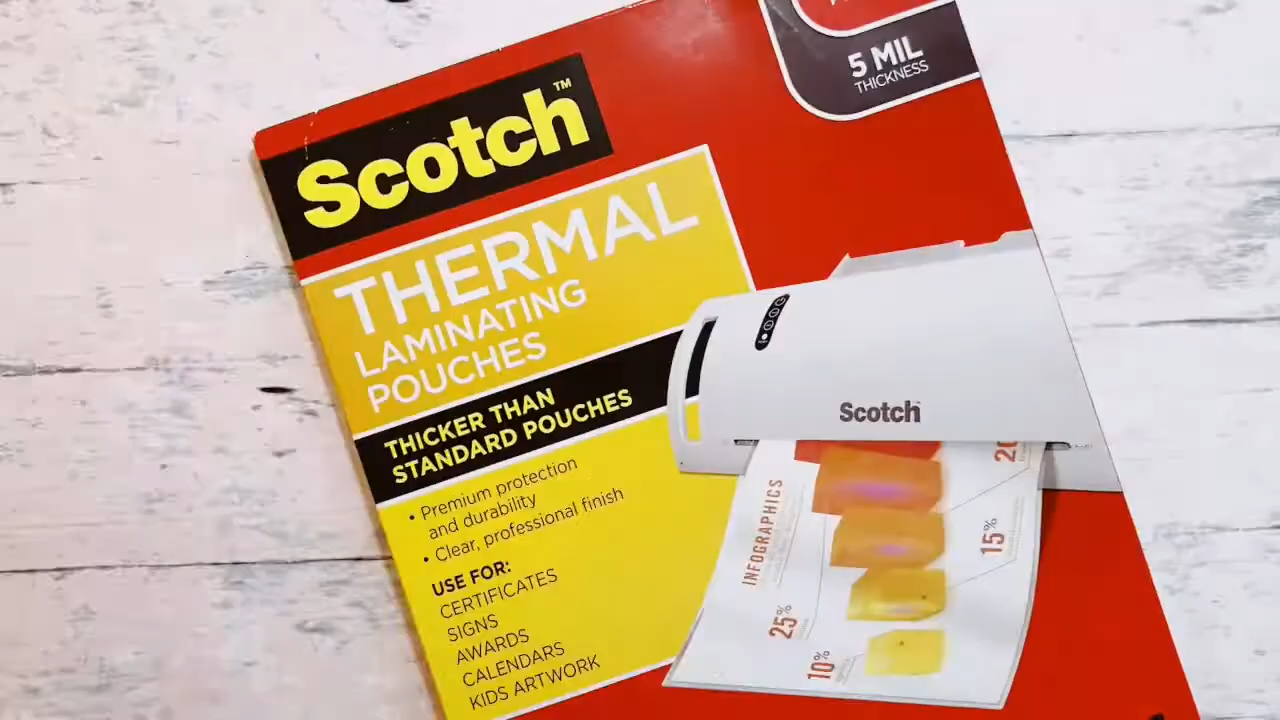 5 MIL
THICKNESS
Scotch™
THERMAL
LAMINATING
POUCHES
THICKER THAN
STANDARD POUCHES
• Premium protection
and durability
• Clear, professional finish
USE FOR:
CERTIFICATES
SIGNS
AWARDS
CALENDARS
KIDS ARTWORK
Scotch
INFOGRAPHICS
15%
25%
10%